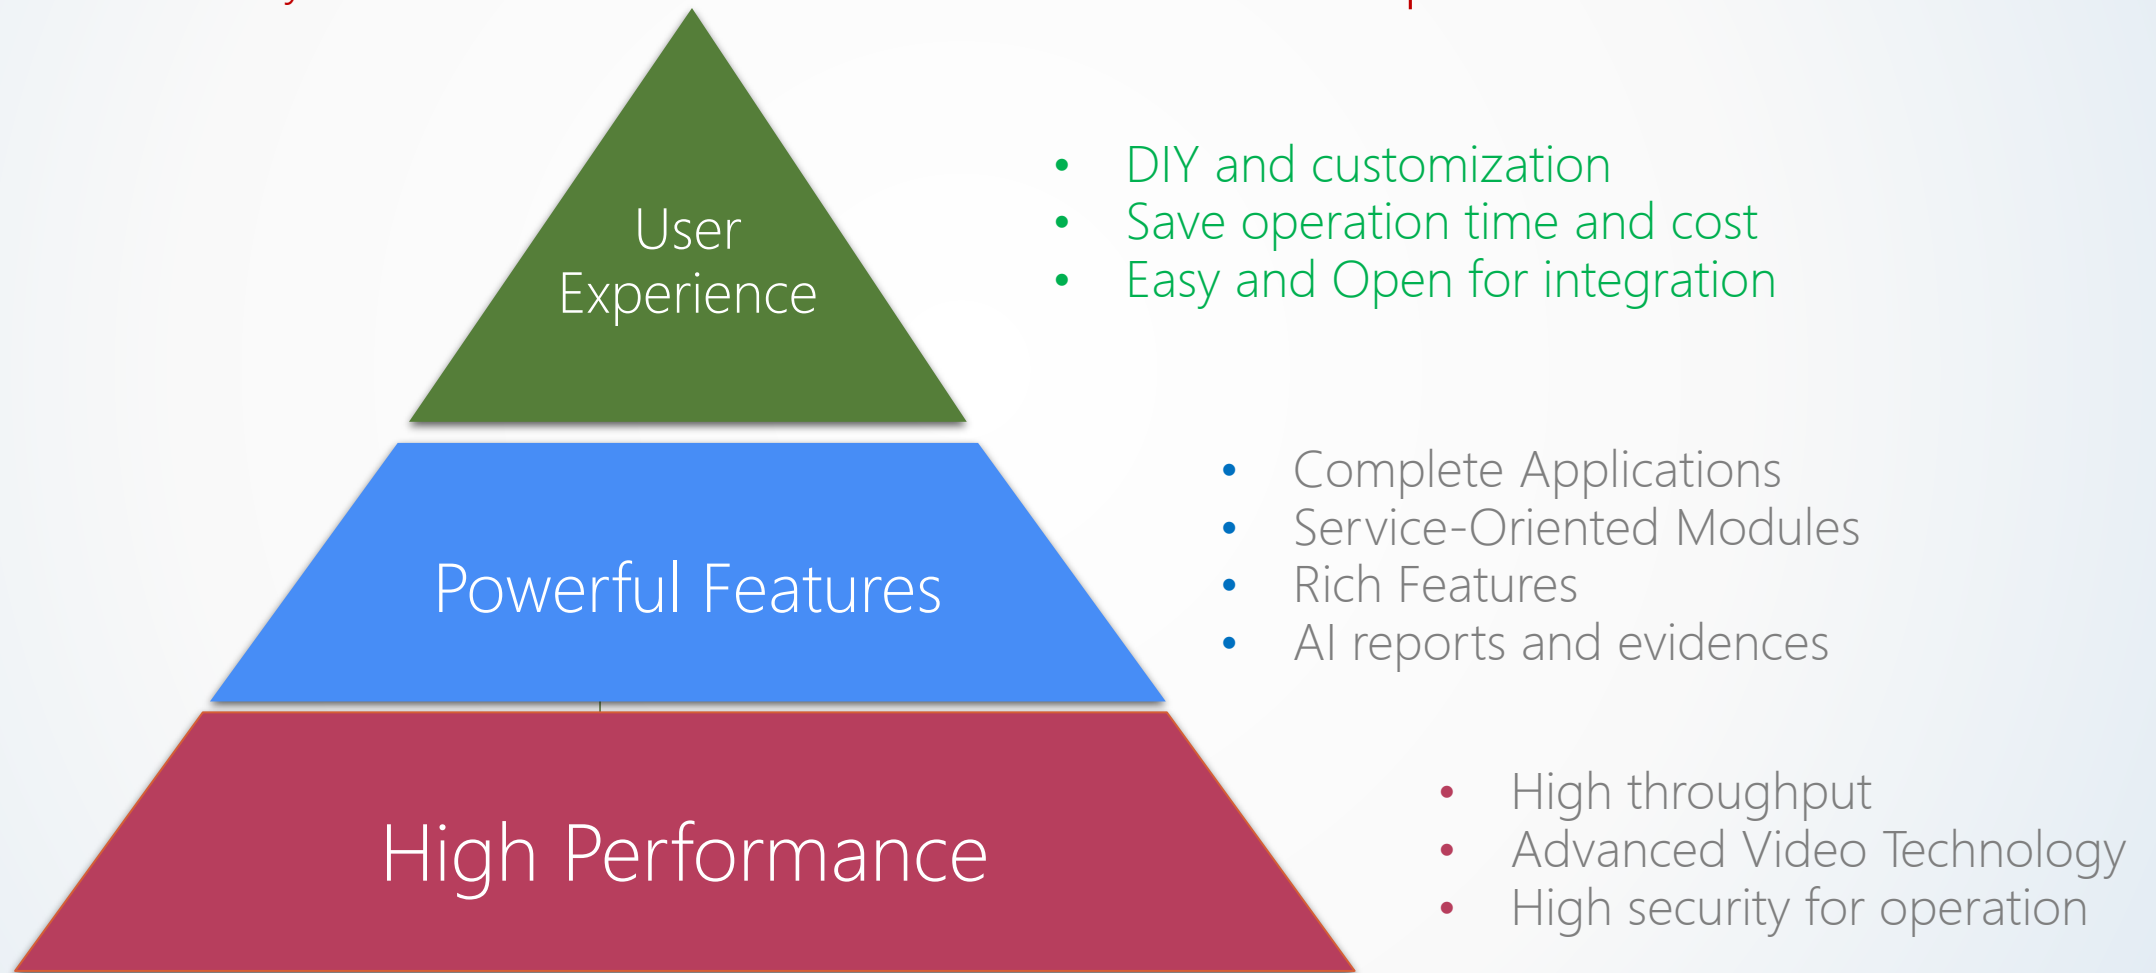 User
Experience
• DIY and customization
• Save operation time and cost
• Easy and Open for integration
Powerful Features
• Complete Applications
• Service-Oriented Modules
• Rich Features
• AI reports and evidences
High Performance
• High throughput
• Advanced Video Technology
• High security for operation